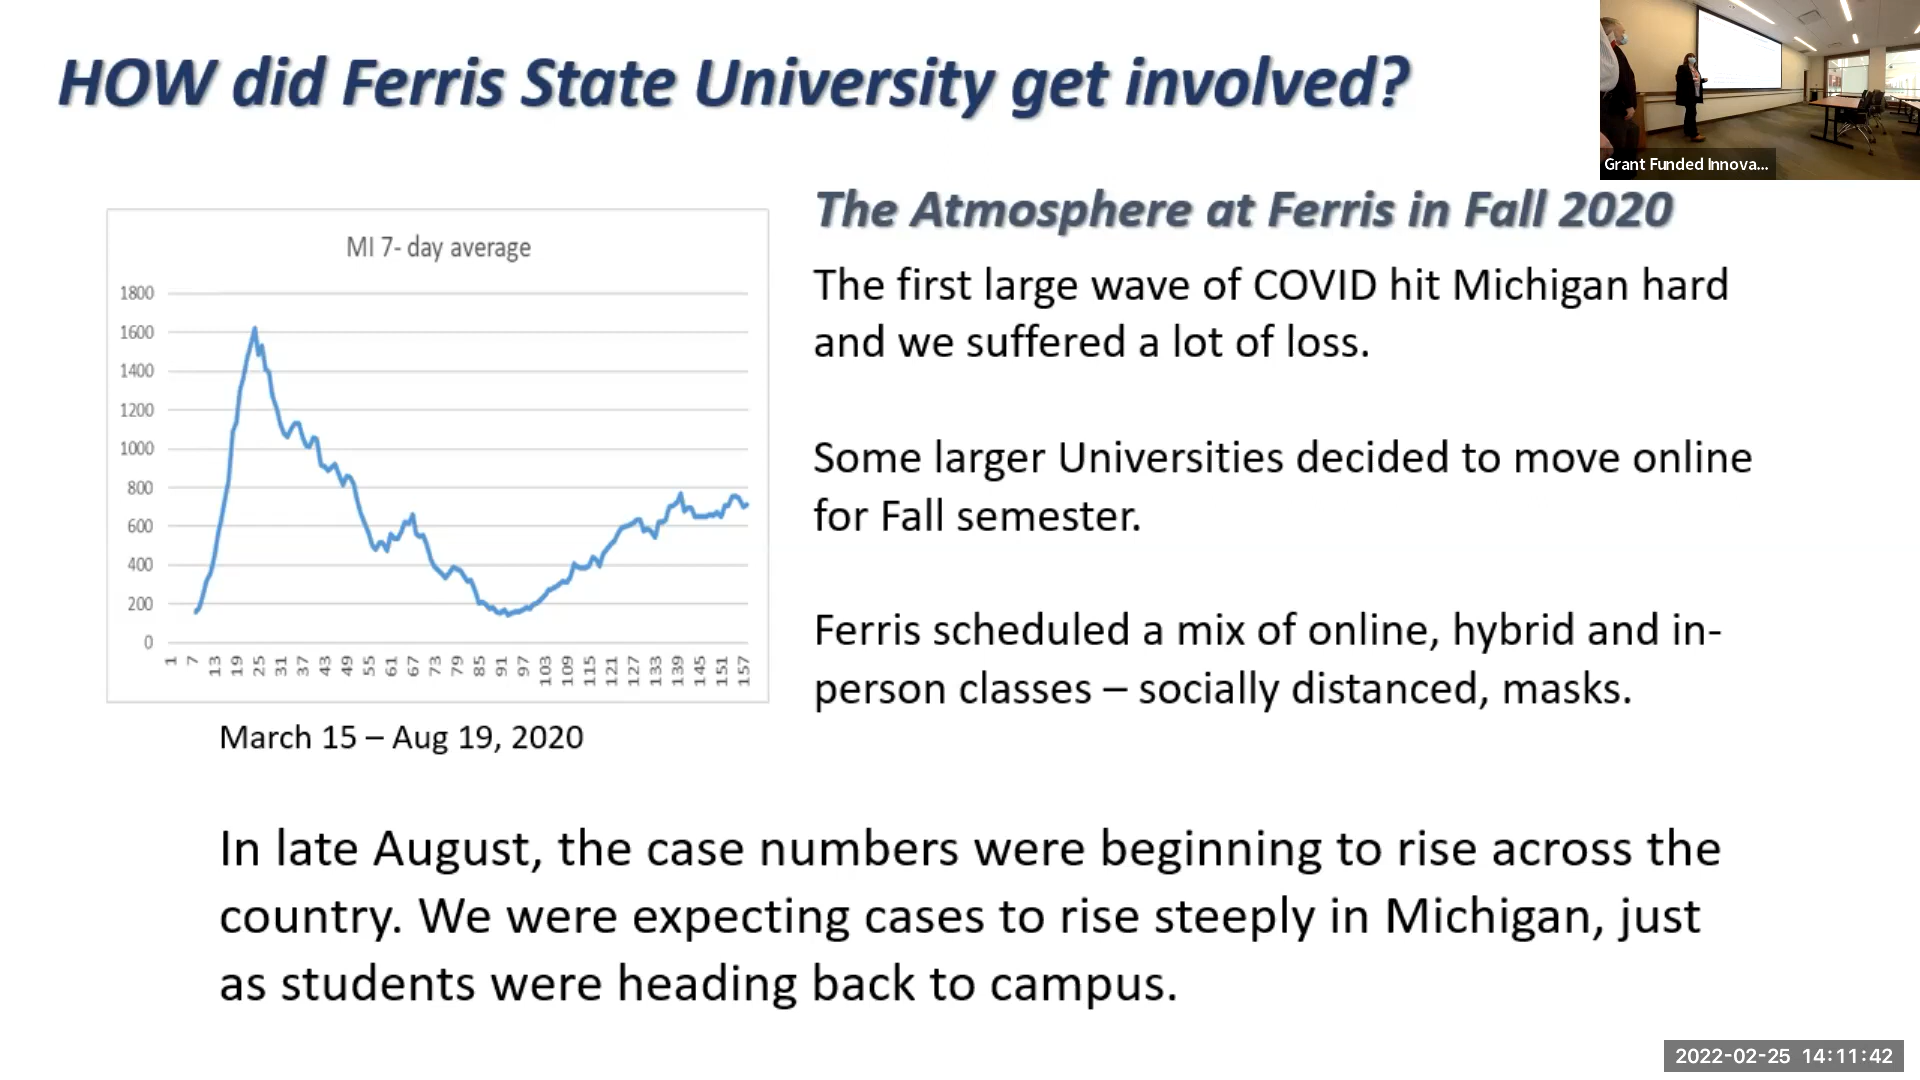 HOW did Ferris State University get involved?
Grant Funded Innova...
The Atmosphere at Ferris in Fall 2020
MI 7- day average
1800
1600
1400
1200
1000
800
600
400
200
0
1 7 13 19 25 31 37 43 49 55 61 67 73 79 85 91 97 103 109 115 121 127 133 139 145 151 157
March 15 – Aug 19, 2020
The first large wave of COVID hit Michigan hard
and we suffered a lot of loss.
Some larger Universities decided to move online
for Fall semester.
Ferris scheduled a mix of online, hybrid and in-
person classes – socially distanced, masks.
In late August, the case numbers were beginning to rise across the
country. We were expecting cases to rise steeply in Michigan, just
as students were heading back to campus.
2022-02-25 14:11:42